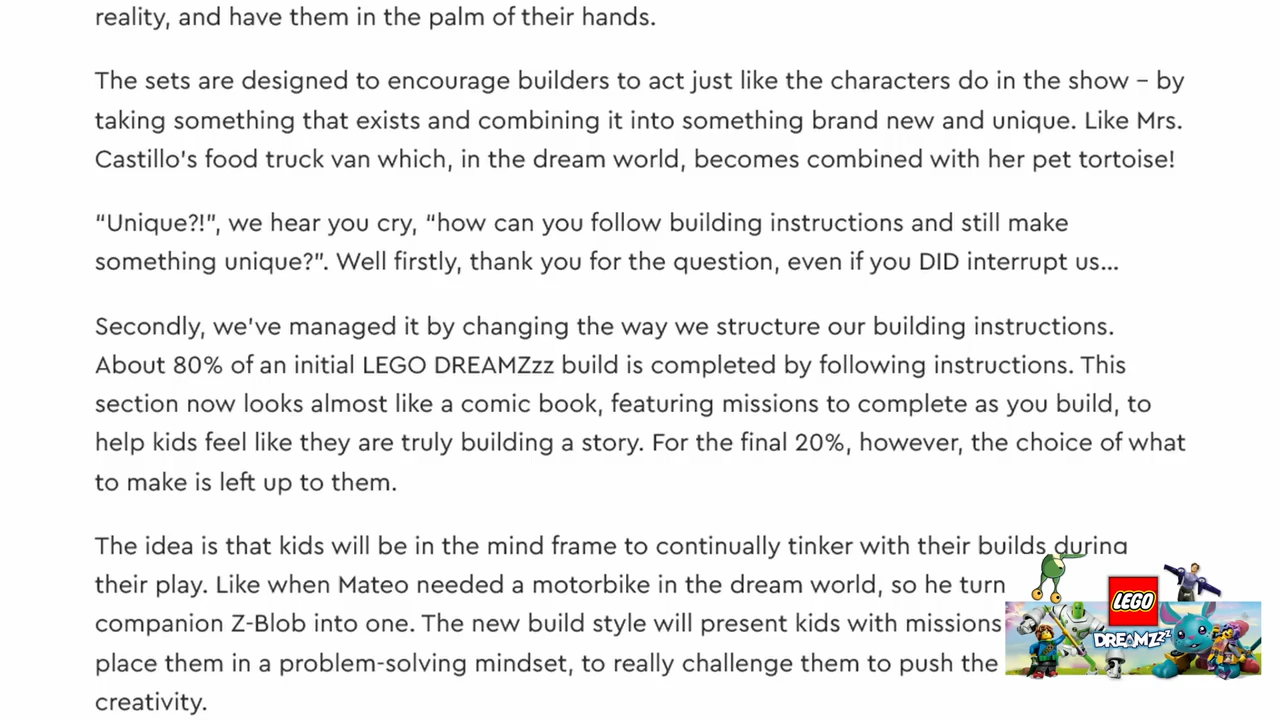 reality, and have them in the palm of their hands.
The sets are designed to encourage builders to act just like the characters do in the show – by
taking something that exists and combining it into something brand new and unique. Like Mrs.
Castillo's food truck van which, in the dream world, becomes combined with her pet tortoise!
“Unique?!”, we hear you cry, “how can you follow building instructions and still make
something unique?”. Well firstly, thank you for the question, even if you DID interrupt us...
Secondly, we've managed it by changing the way we structure our building instructions.
About 80% of an initial LEGO DREAMZzz build is completed by following instructions. This
section now looks almost like a comic book, featuring missions to complete as you build, to
help kids feel like they are truly building a story. For the final 20%, however, the choice of what
to make is left up to them.
The idea is that kids will be in the mind frame to continually tinker with their builds during
their play. Like when Mateo needed a motorbike in the dream world, so he turn
companion Z-Blob into one. The new build style will present kids with missions
place them in a problem-solving mindset, to really challenge them to push the
creativity.
LEGO
DREAMZzz